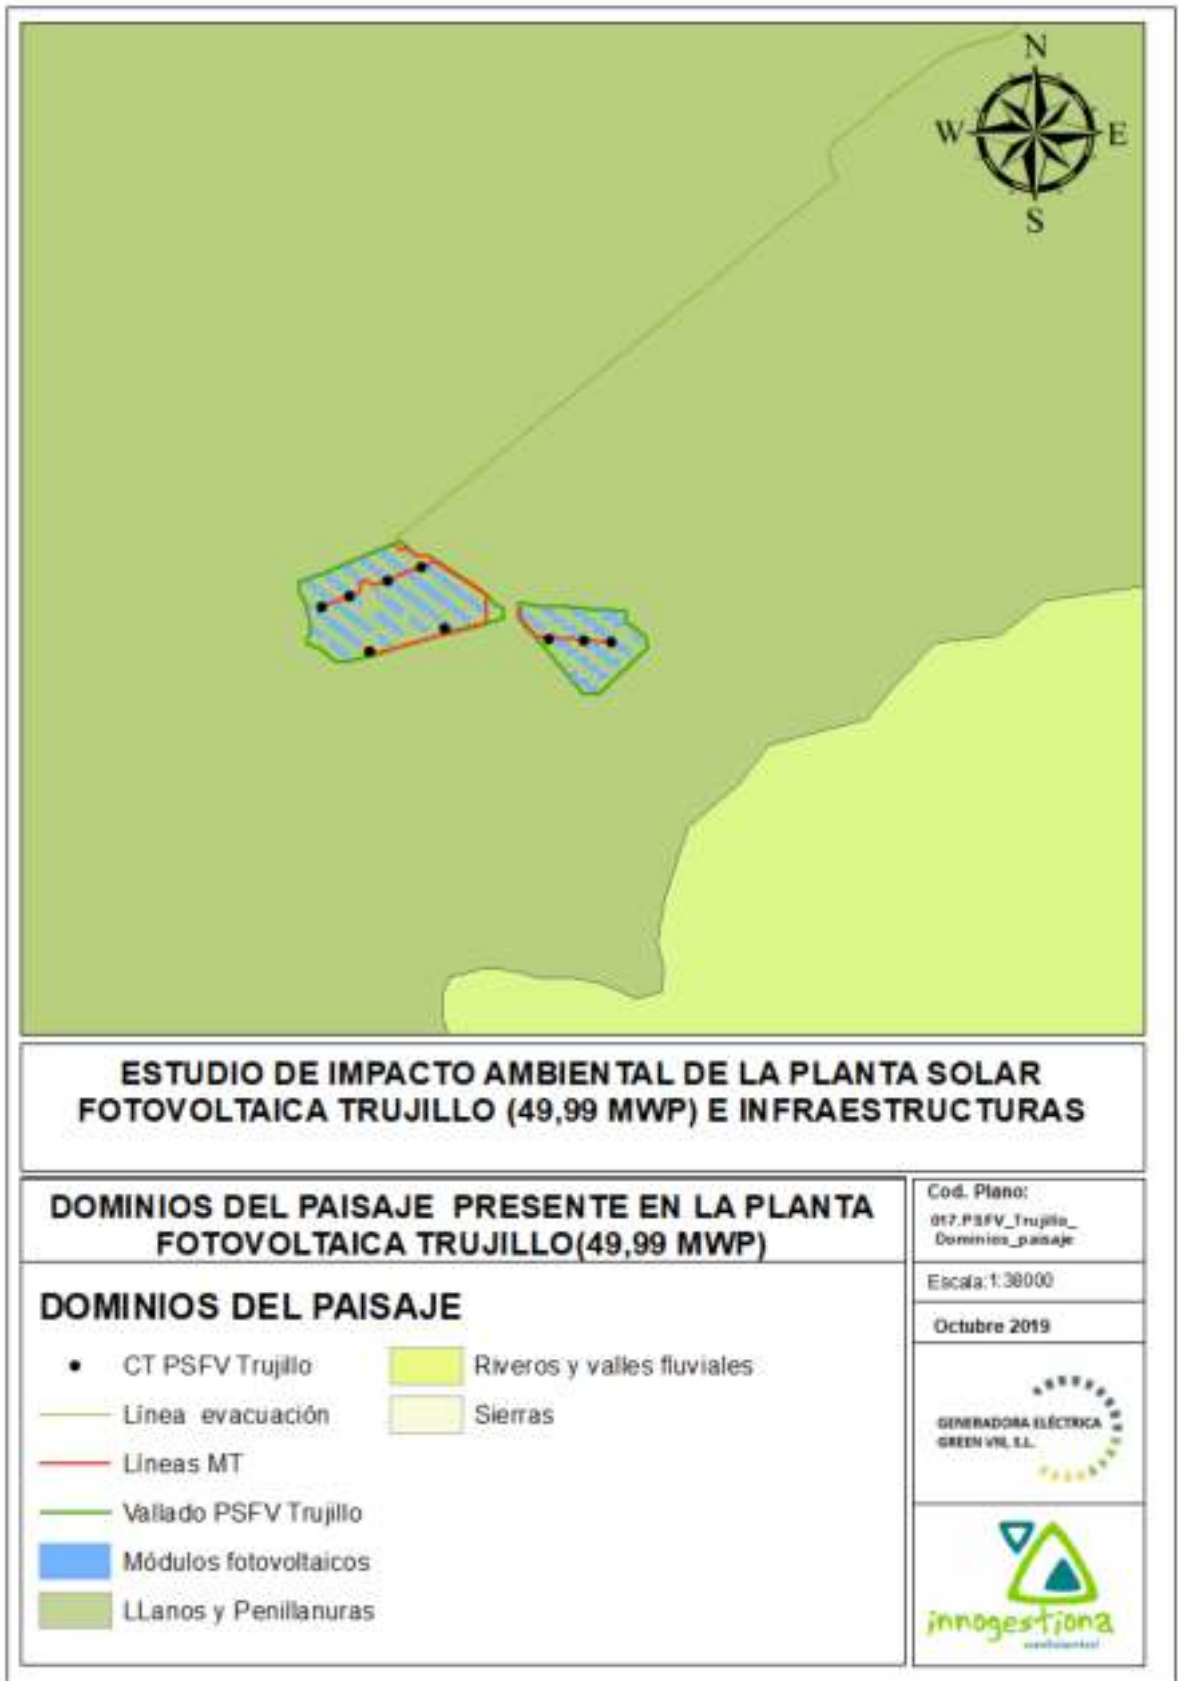 N
W
E
S
ESTUDIO DE IMPACTO AMBIENTAL DE LA PLANTA SOLAR
FOTOVOLTAICA TRUJILLO (49,99 MWP) E INFRAESTRUCTURAS
DOMINIOS DEL PAISAJE PRESENTE EN LA PLANTA
FOTOVOLTAICA TRUJILLO(49,99 MWP)
DOMINIOS DEL PAISAJE
CT PSFV Trujillo
Línea evacuación
Líneas MT
Vallado PSFV Trujillo
Módulos fotovoltaicos
LLanos y Penillanuras
Riveros y valles fluviales
Sierras
Cod. Plano:
017.PSFV_Trujillo_
Dominios_paisaje
Escala:1:38000
Octubre 2019
GENERADORA ELÉCTRICA
GREEN S.L.
innogestiona